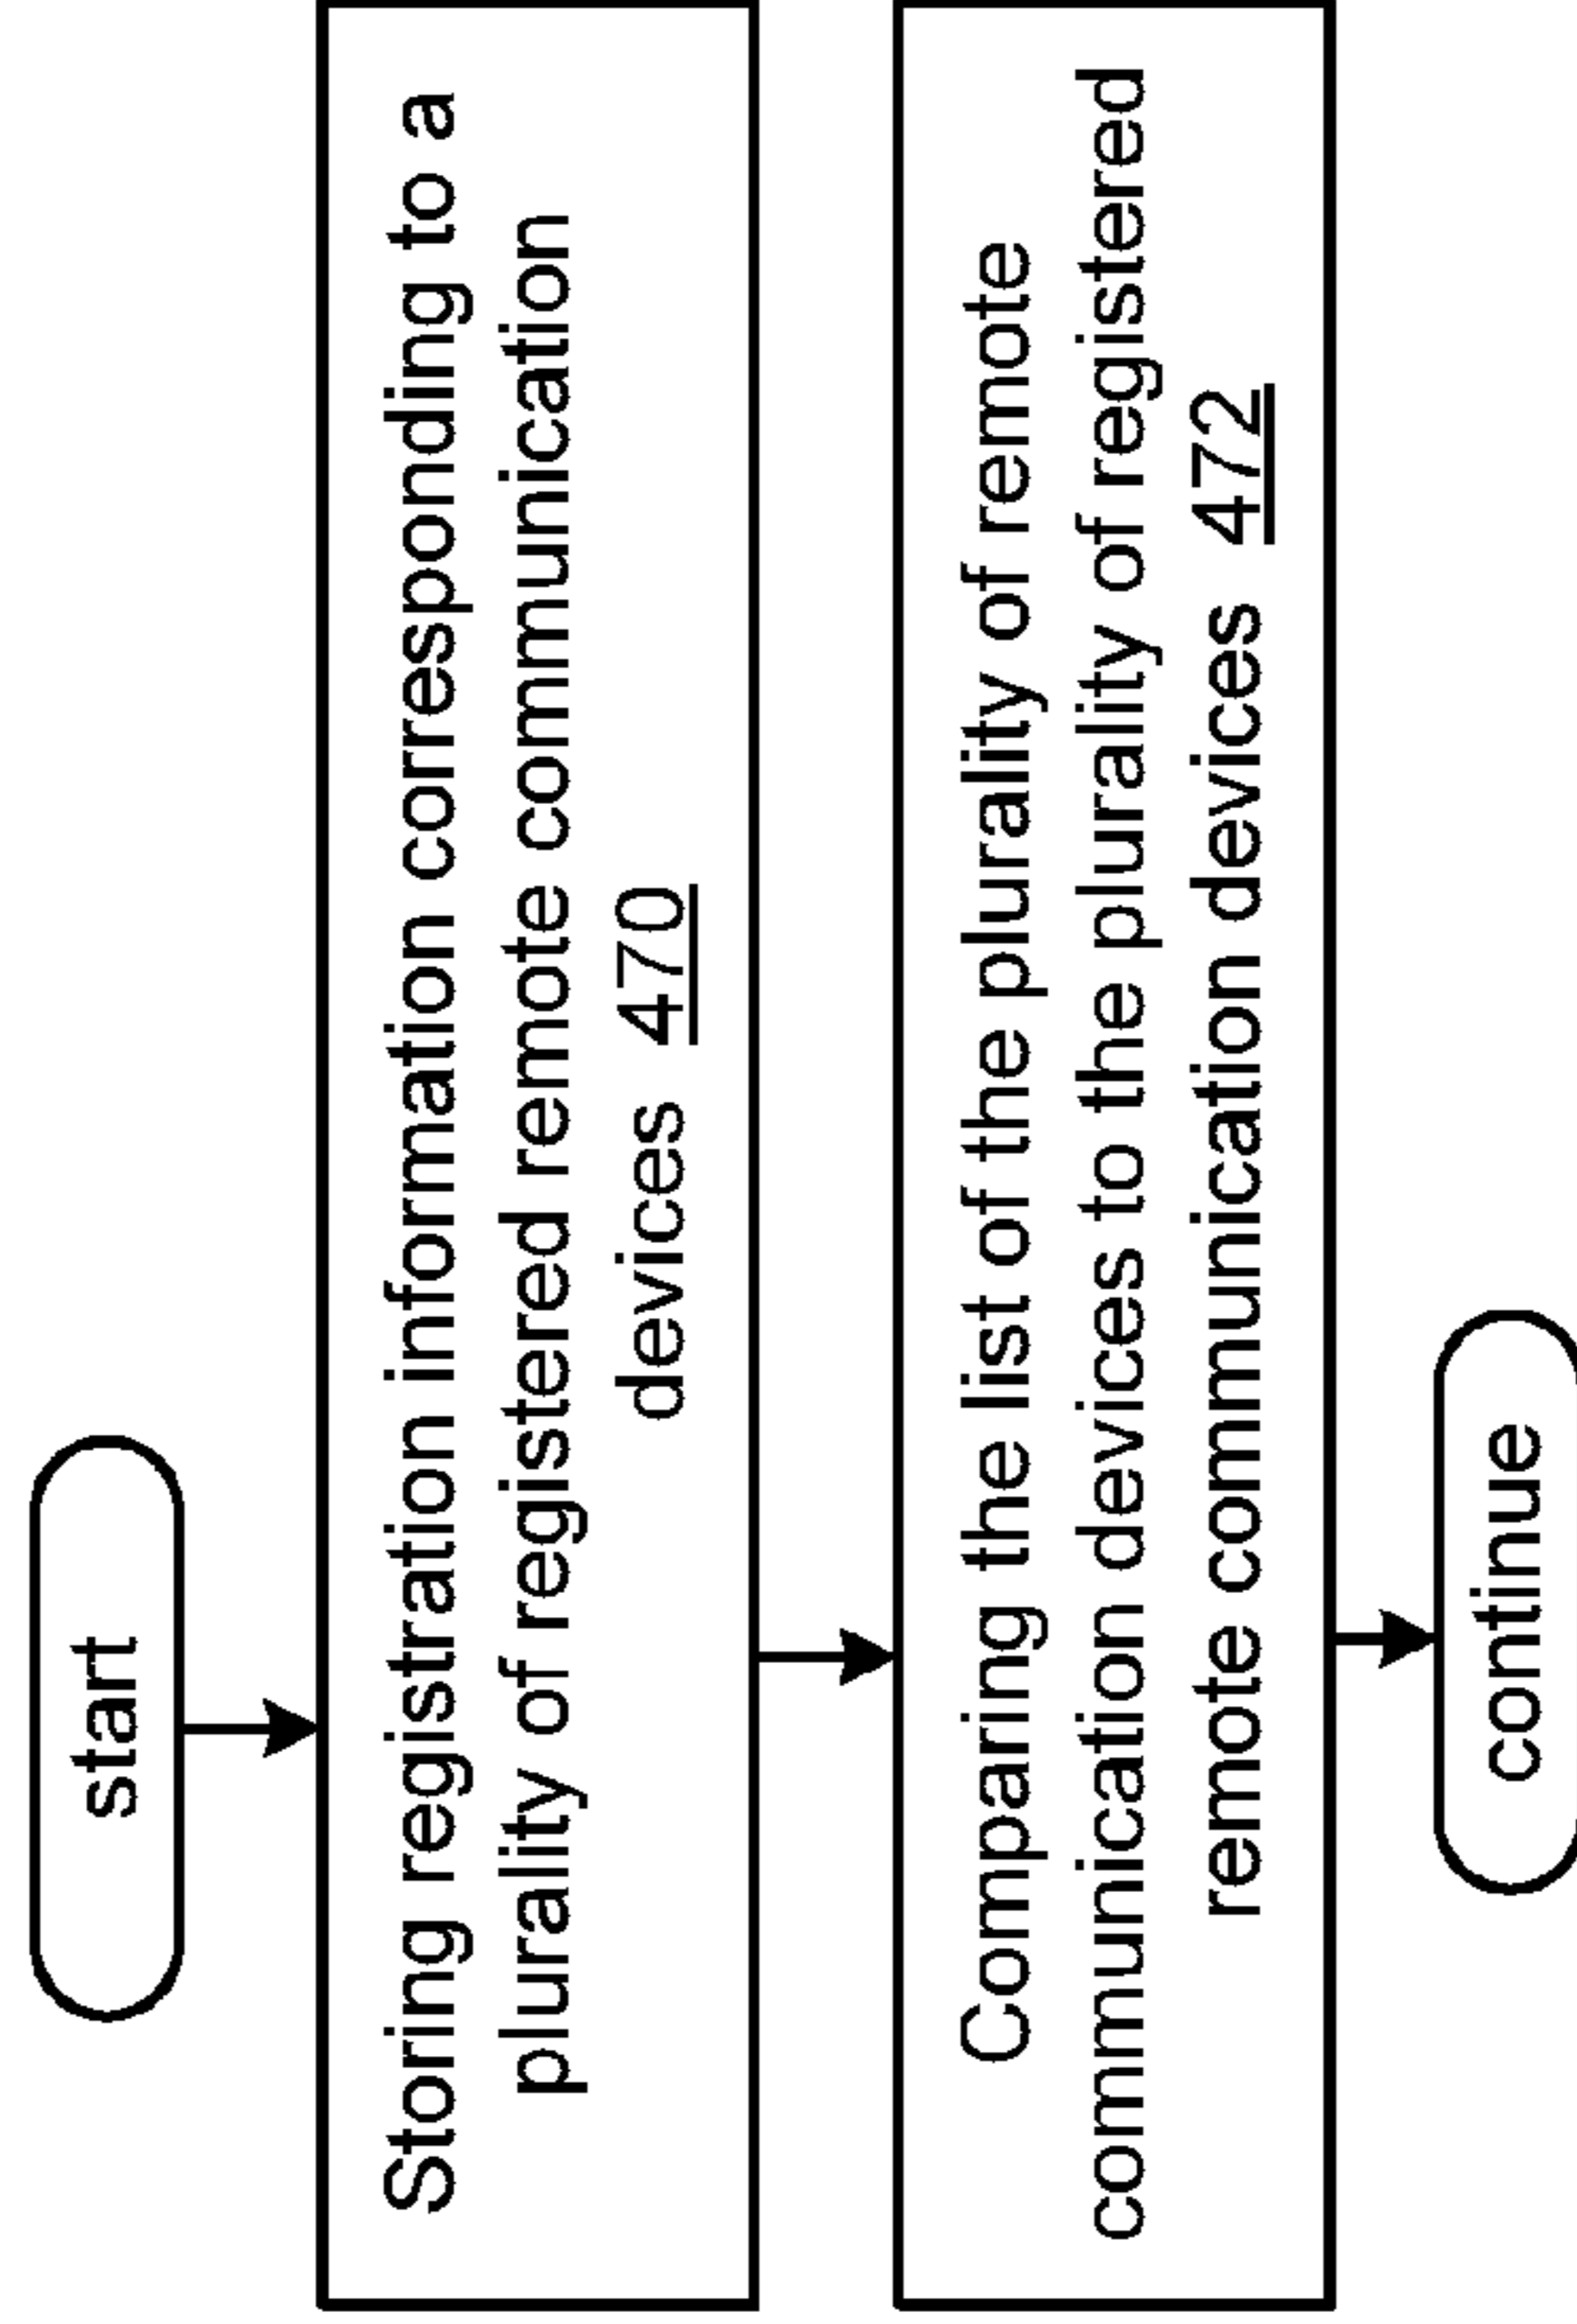 start
Storing registration information corresponding to a
plurality of registered remote communication
devices 470
Comparing the list of the plurality of remote
communication devices to the plurality of registered
remote communication devices 472
continue